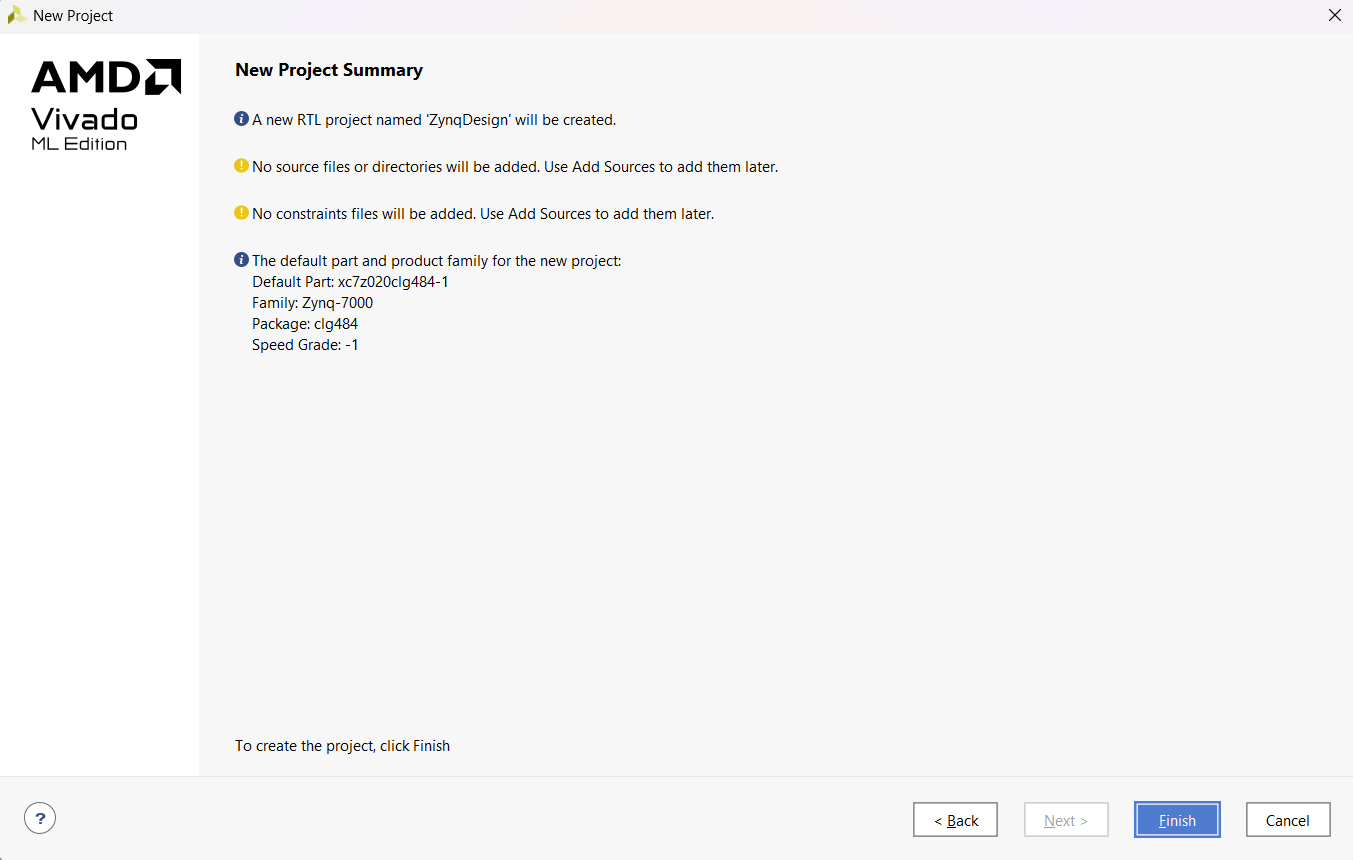 New Project
AMD
Vivado
ML Edition
New Project Summary
A new RTL project named 'ZynqDesign' will be created.
No source files or directories will be added. Use Add Sources to add them later.
No constraints files will be added. Use Add Sources to add them later.
The default part and product family for the new project:
Default Part: xc7z020clg484-1
Family: Zynq-7000
Package: clg484
Speed Grade: -1
To create the project, click Finish
?
< Back
Next >
Finish
Cancel